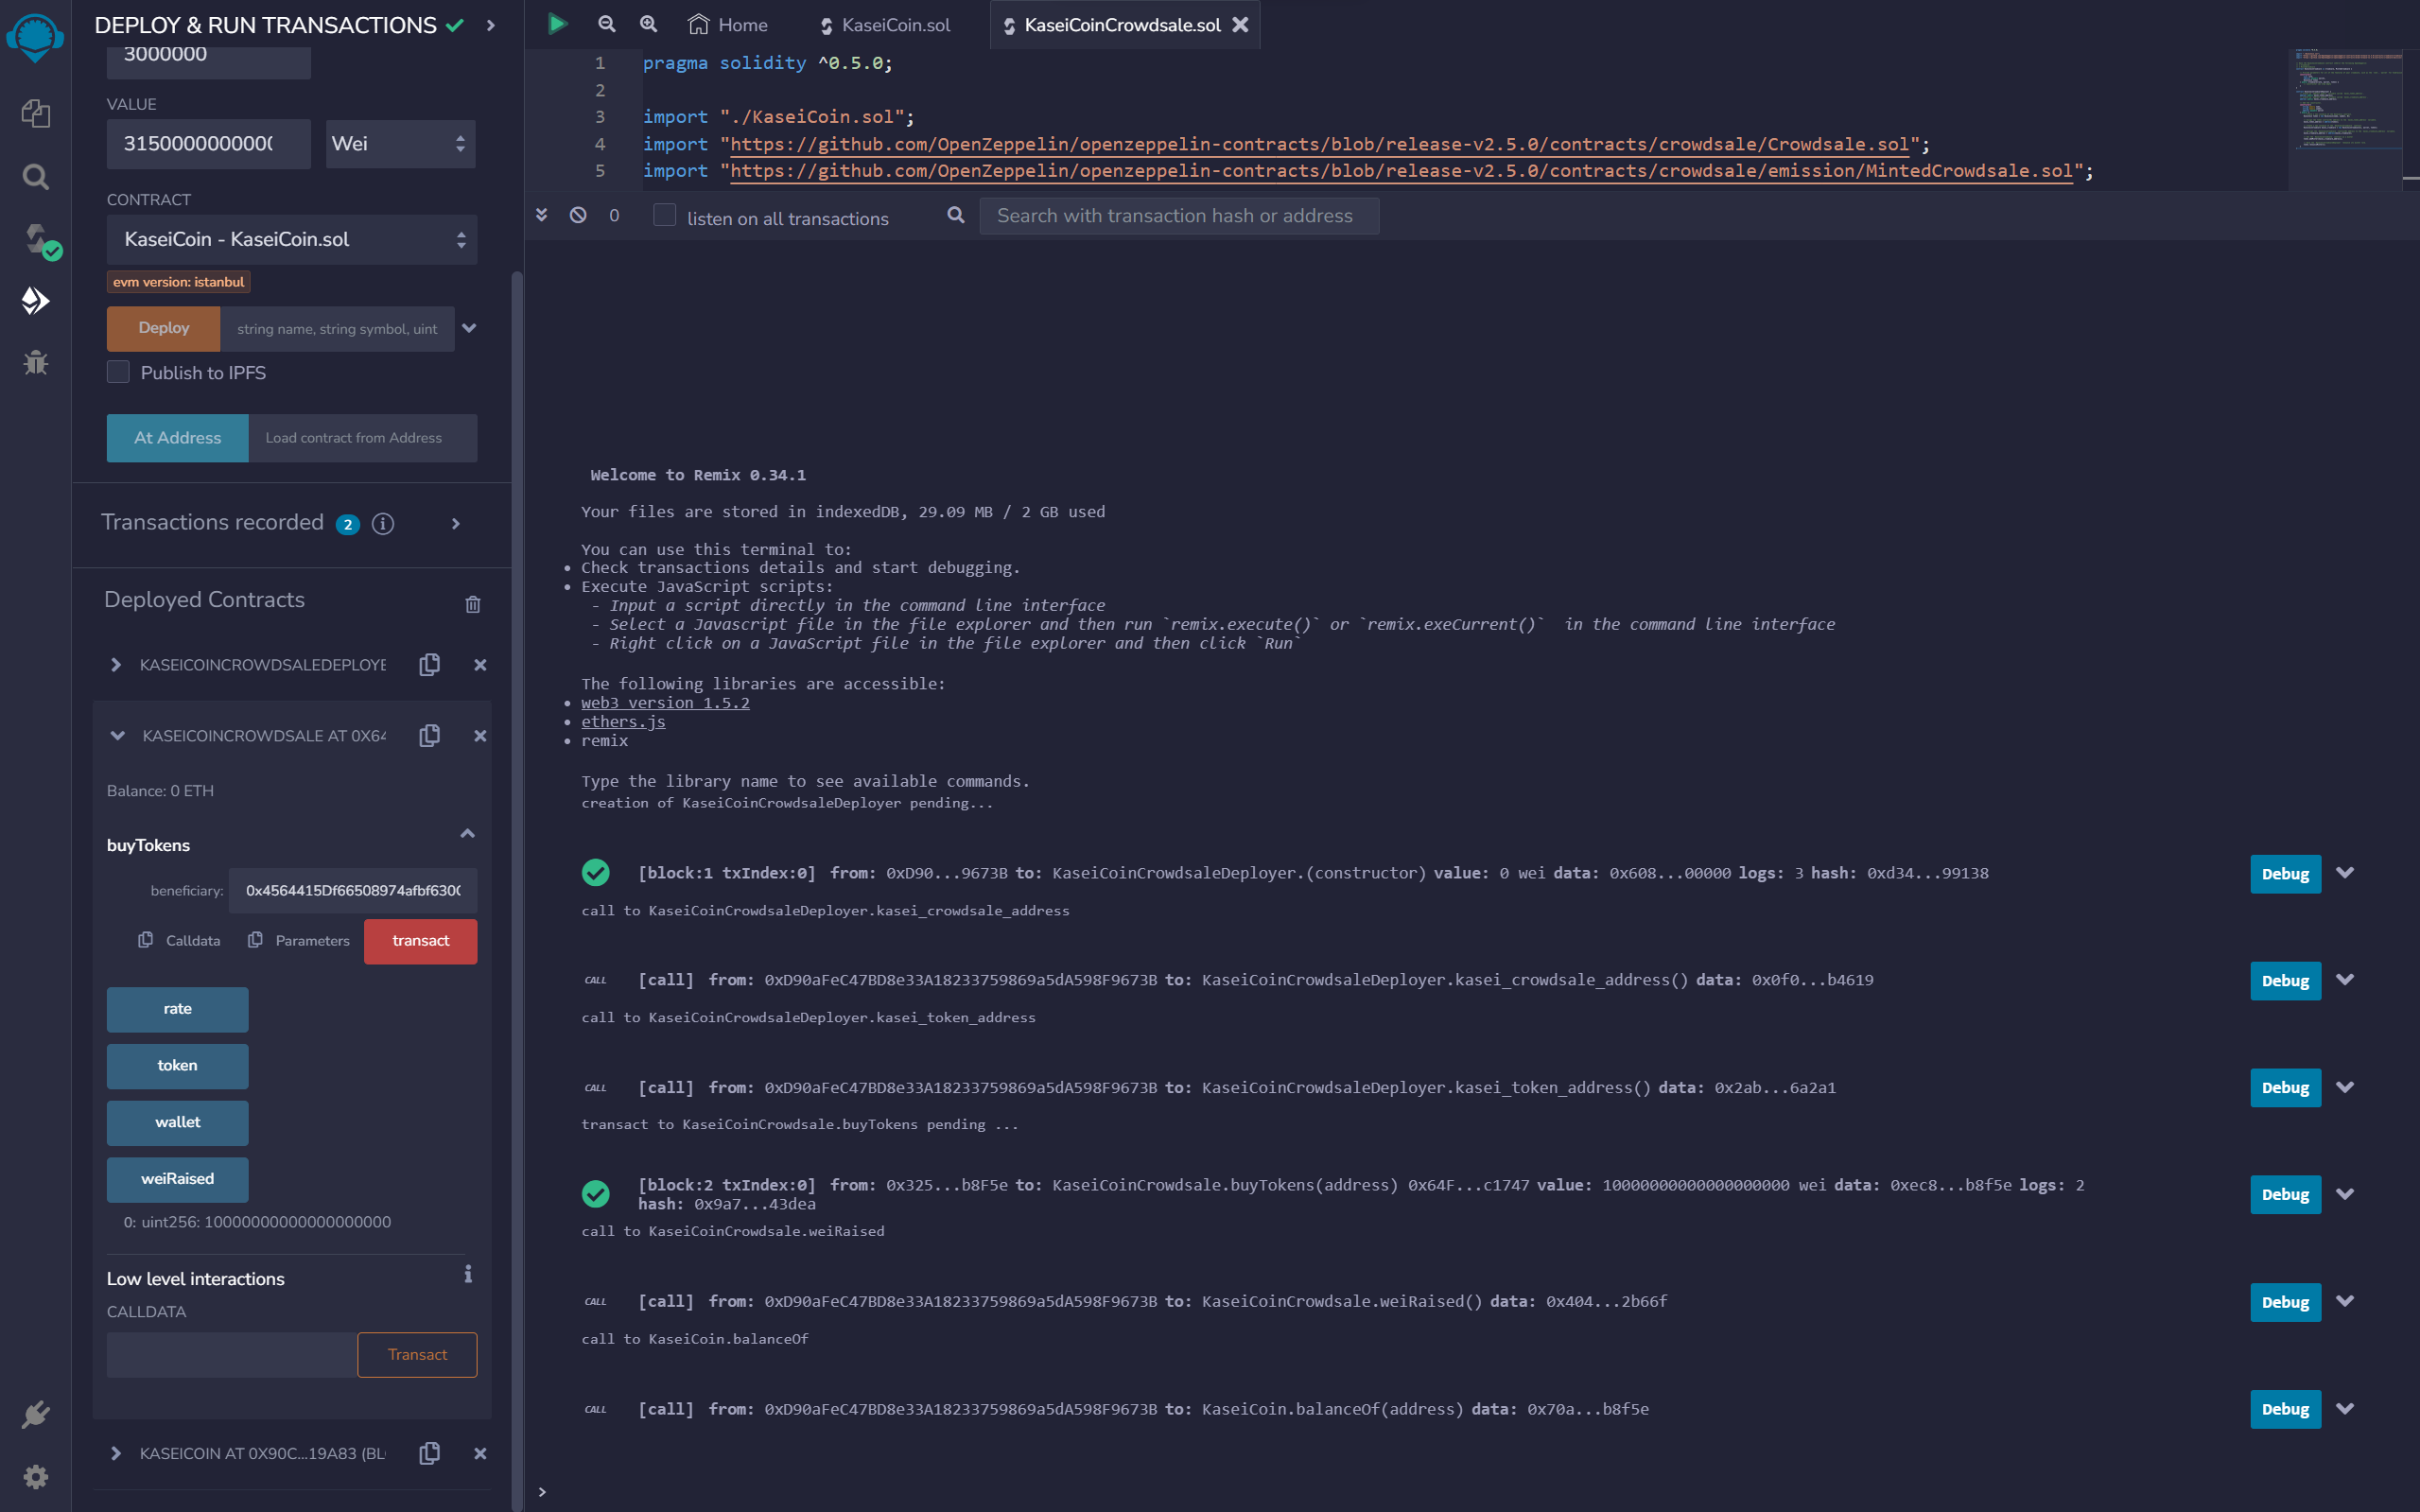 DEPLOY & RUN TRANSACTIONS
3000000
VALUE
315000000000(
Wei
CONTRACT
KaseiCoin - KaseiCoin.sol
evm version: istanbul
Deploy
string name, string symbol, uint
Publish to IPFS
At Address
Load contract from Address
Transactions recorded 2
Deployed Contracts
KASEICOINCROWDSALEDEPLOYE
KASEICOINCROWDSALE AT 0X64
Balance: 0 ETH
buyTokens
beneficiary: 0x4564415Df66508974afbf630(
Calldata Parameters transact
rate
token
wallet
weiRaised
0: uint256: 10000000000000000000
Low level interactions
CALLDATA
Transact
KASEICOIN AT 0X90C...19A83 (BL
Home KaseiCoin.sol KaseiCoinCrowdsale.sol
1 pragma solidity ^0.5.0;
2
3 import "./KaseiCoin.sol";
4 import "https://github.com/OpenZeppelin/openzeppelin-contracts/blob/release-v2.5.0/contracts/crowdsale/Crowdsale.sol";
5 import "https://github.com/OpenZeppelin/openzeppelin-contracts/blob/release-v2.5.0/contracts/crowdsale/emission/MintedCrowdsale.sol";
0 listen on all transactions Search with transaction hash or address
Welcome to Remix 0.34.1
Your files are stored in indexedDB, 29.09 MB / 2 GB used
You can use this terminal to:
• Check transactions details and start debugging.
• Execute JavaScript scripts:
- Input a script directly in the command line interface
- Select a Javascript file in the file explorer and then run `remix.execute()` or `remix.exeCurrent()` in the command line interface
- Right click on a JavaScript file in the file explorer and then click `Run`
The following libraries are accessible:
• web3 version 1.5.2
• ethers.js
• remix
Type the library name to see available commands.
creation of KaseiCoinCrowdsaleDeployer pending...
[block:1 txIndex:0] from: 0xD90...9673B to: KaseiCoinCrowdsaleDeployer.(constructor) value: 0 wei data: 0x608...00000 logs: 3 hash: 0xd34...99138 Debug
call to KaseiCoinCrowdsaleDeployer.kasei_crowdsale_address
CALL [call] from: 0xD90aFeC47BD8e33A18233759869a5dA598F9673B to: KaseiCoinCrowdsaleDeployer.kasei_crowdsale_address() data: 0x0f0...b4619 Debug
call to KaseiCoinCrowdsaleDeployer.kasei_token_address
CALL [call] from: 0xD90aFeC47BD8e33A18233759869a5dA598F9673B to: KaseiCoinCrowdsaleDeployer.kasei_token_address() data: 0x2ab...6a2a1 Debug
transact to KaseiCoinCrowdsale.buyTokens pending ...
[block:2 txIndex:0] from: 0x325...b8F5e to: KaseiCoinCrowdsale.buyTokens(address) 0x64F...c1747 value: 10000000000000000000 wei data: 0xec8...b8f5e logs: 2
hash: 0x9a7...43dea Debug
call to KaseiCoinCrowdsale.weiRaised
CALL [call] from: 0xD90aFeC47BD8e33A18233759869a5dA598F9673B to: KaseiCoinCrowdsale.weiRaised() data: 0x404...2b66f Debug
call to KaseiCoin.balanceOf
CALL [call] from: 0xD90aFeC47BD8e33A18233759869a5dA598F9673B to: KaseiCoin.balanceOf(address) data: 0x70a...b8f5e Debug
>